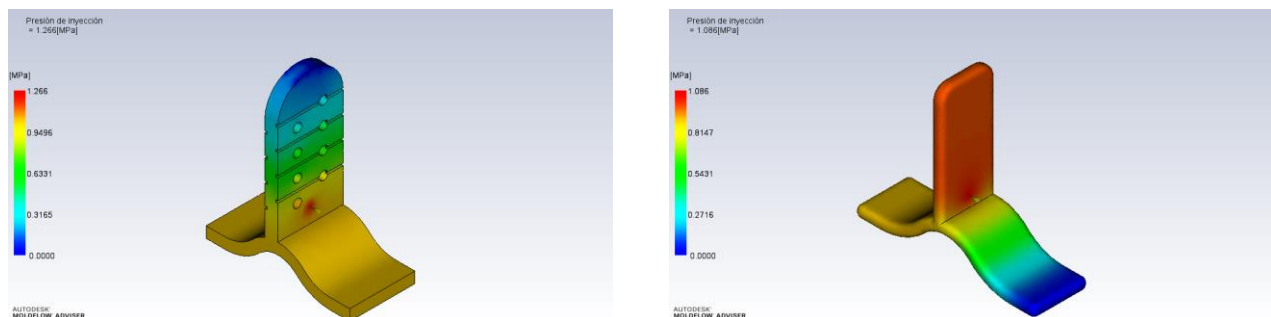 Presión de inyección
= 1.266[MPa]
[MPa]
1.266
0.9496
0.6331
0.3165
0.0000
AUTODESK
MOLDFLOW ADVISER
Presión de inyección
= 1.086[MPa]
[MPa]
1.086
0.8147
0.5431
0.2716
0.0000
AUTODESK
MOLDFLOW ADVISER